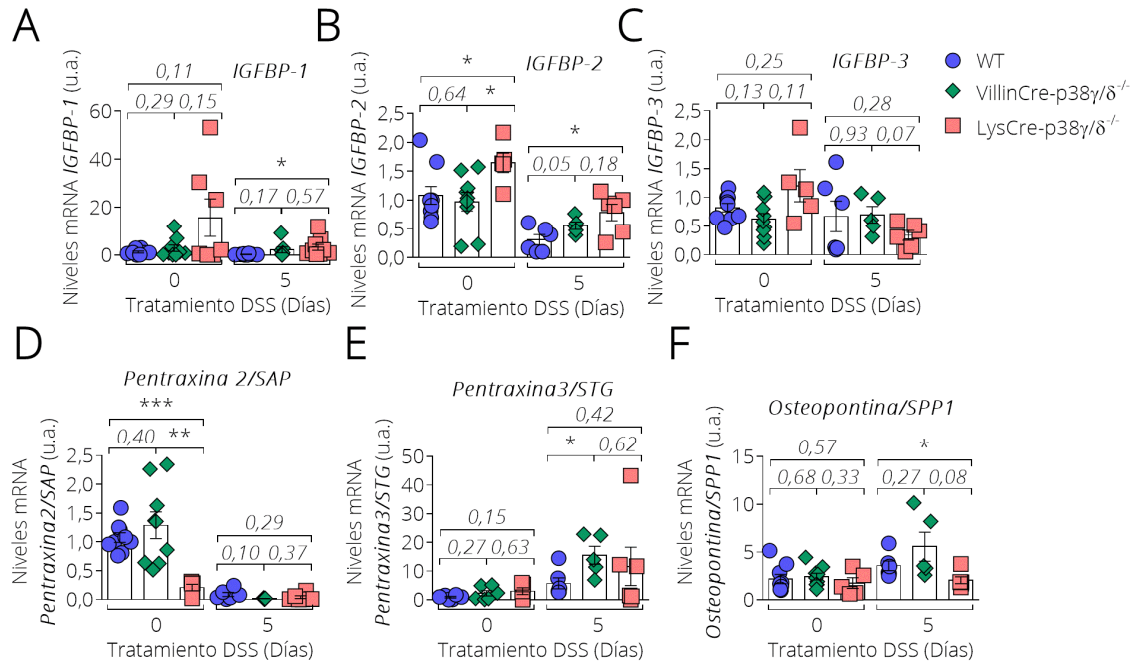 A
IGFBP-1
Niveles mRNA IGFBP-1 (u.a.)
0,11
0,29 0,15
*
0,17 0,57
60
40
20
0
0 5
Tratamiento DSS (Días)
B
IGFBP-2
Niveles mRNA IGFBP-2 (u.a.)
*
0,64 *
*
0,05 0,18
2,5
2,0
1,5
1,0
0,5
0,0
0 5
Tratamiento DSS (Días)
C
IGFBP-3
Niveles mRNA IGFBP-3 (u.a.)
0,25
0,13 0,11
0,28
0,93 0,07
2,5
2,0
1,5
1,0
0,5
0,0
0 5
Tratamiento DSS (Días)
WT
VillinCre-p38γ/δ⁻/⁻
LysCre-p38γ/δ⁻/⁻
D
Pentraxina 2/SAP
Niveles mRNA
Pentraxina2/SAP (u.a.)
***
0,40 **
0,29
0,10 0,37
2,5
2,0
1,5
1,0
0,5
0,0
0 5
Tratamiento DSS (Días)
E
Pentraxina3/STG
Niveles mRNA
Pentraxina3/STG (u.a.)
0,42
* 0,62
0,15
0,27 0,63
50
40
30
20
10
0
0 5
Tratamiento DSS (Días)
F
Osteopontina/SPP1
Niveles mRNA
Osteopontina/SPP1 (u.a.)
0,57
0,68 0,33
*
0,27 0,08
15
10
5
0
0 5
Tratamiento DSS (Días)